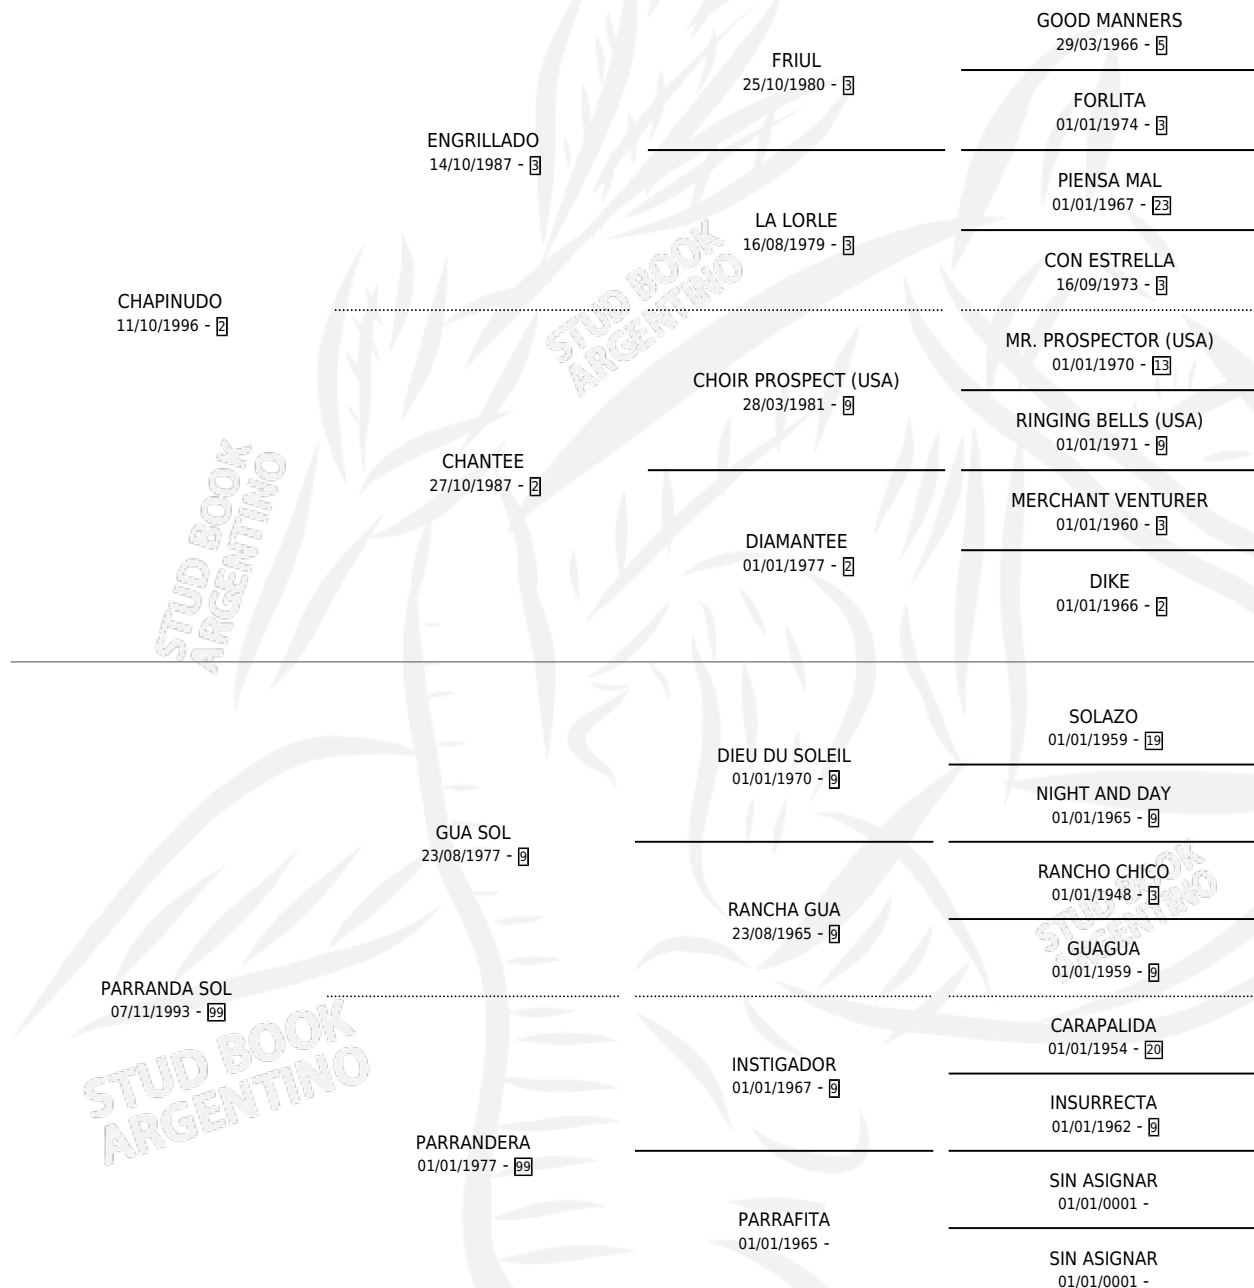 GOOD MANNERS
29/03/1966 - 5
FRIUL
25/10/1980 - 3
FORLITA
01/01/1974 - 3
ENGRILLADO
14/10/1987 - 3
PIENSA MAL
01/01/1967 - 23
LA LORLE
16/08/1979 - 3
CON ESTRELLA
16/09/1973 - 3
CHAPINUDO
11/10/1996 - 2
MR. PROSPECTOR (USA)
01/01/1970 - 13
CHOIR PROSPECT (USA)
28/03/1981 - 9
RINGING BELLS (USA)
01/01/1971 - 9
CHANTEE
27/10/1987 - 2
MERCHANT VENTURER
01/01/1960 - 3
DIAMANTEE
01/01/1977 - 2
DIKE
01/01/1966 - 2
STUD BOOK
ARGENTINO
STUD BOOK
ARGENTINO
SOLAZO
01/01/1959 - 19
DIEU DU SOLEIL
01/01/1970 - 9
NIGHT AND DAY
01/01/1965 - 9
GUA SOL
23/08/1977 - 9
RANCHO CHICO
01/01/1948 - 3
RANCHA GUA
23/08/1965 - 9
GUAGUA
01/01/1959 - 9
STUD BOOK
ARGENTINO
PARRANDA SOL
07/11/1993 - 99
CARAPALIDA
01/01/1954 - 20
INSTIGADOR
01/01/1967 - 9
INSURRECTA
01/01/1962 - 9
STUD BOOK
ARGENTINO
PARRANDERA
01/01/1977 - 99
SIN ASIGNAR
01/01/0001 -
PARRAFITA
01/01/1965 -
SIN ASIGNAR
01/01/0001 -